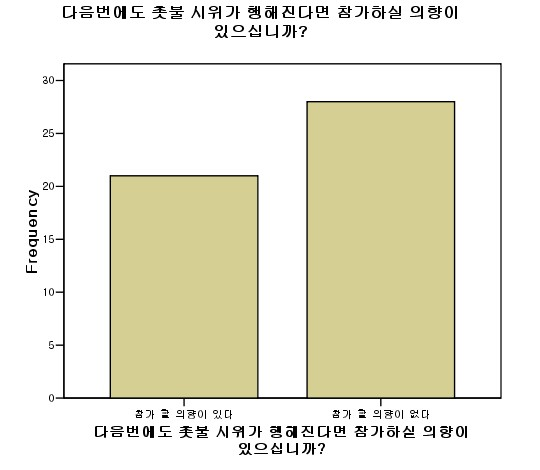 다음번에도 촛불 시위가 행해진다면 참가하실 의향이
있으십니까?
30
25
20
15
10
5
0
Frequency
참가 할 의향이 있다
참가 할 의향이 없다
다음번에도 촛불 시위가 행해진다면 참가하실 의향이
있으십니까?